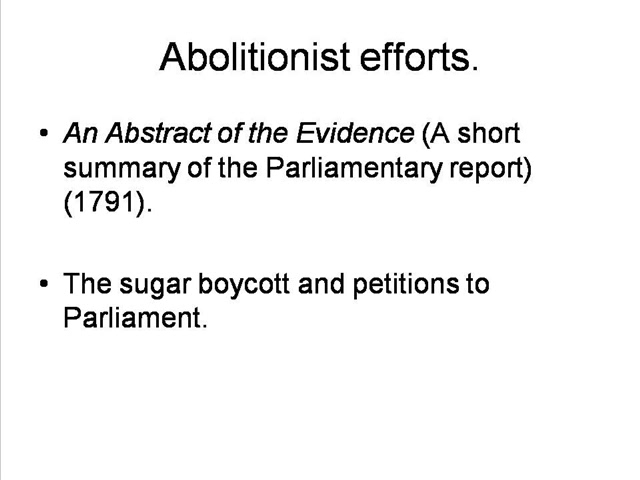 Abolitionist efforts.
• An Abstract of the Evidence (A short
summary of the Parliamentary report)
(1791).
• The sugar boycott and petitions to
Parliament.